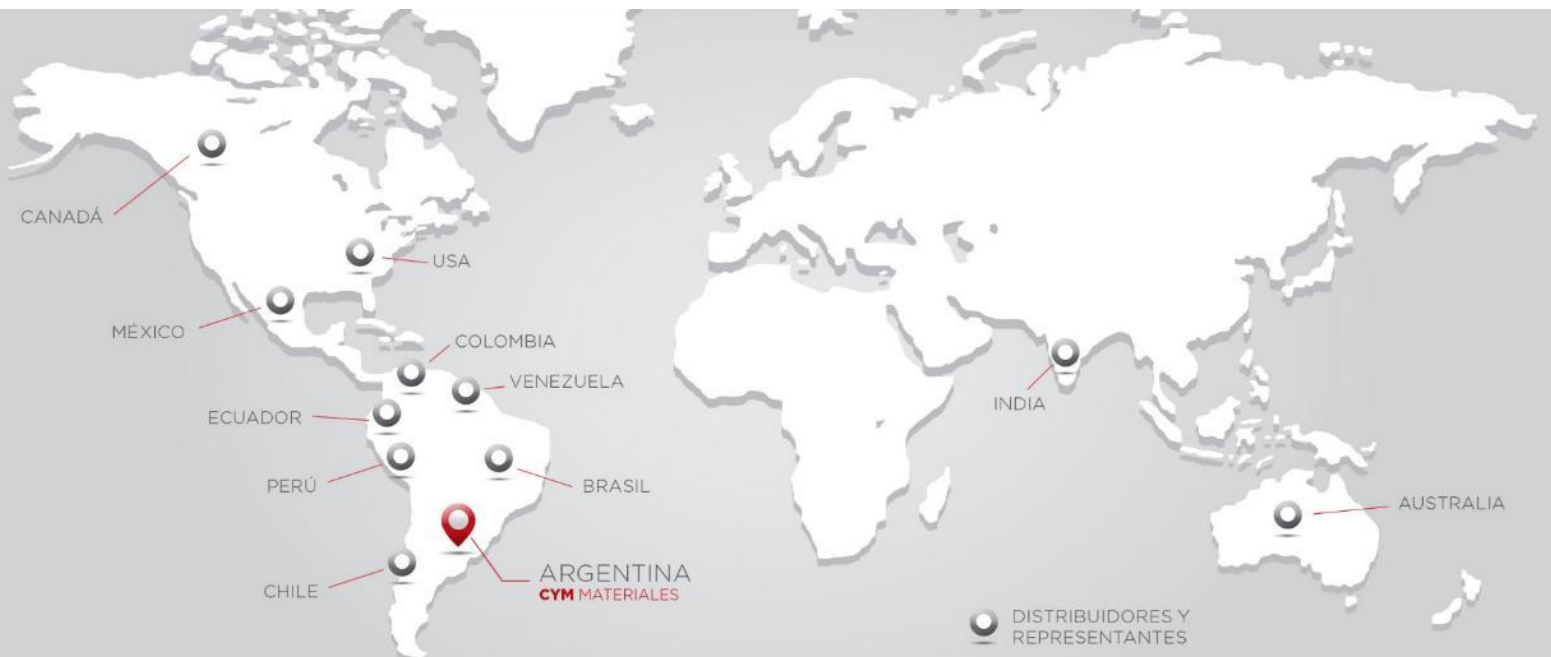 CANADÁ
USA
MÉXICO
COLOMBIA
VENEZUELA
ECUADOR
INDIA
PERÚ
BRASIL
AUSTRALIA
CHILE
ARGENTINA
CYM MATERIALES
DISTRIBUIDORES Y
REPRESENTANTES